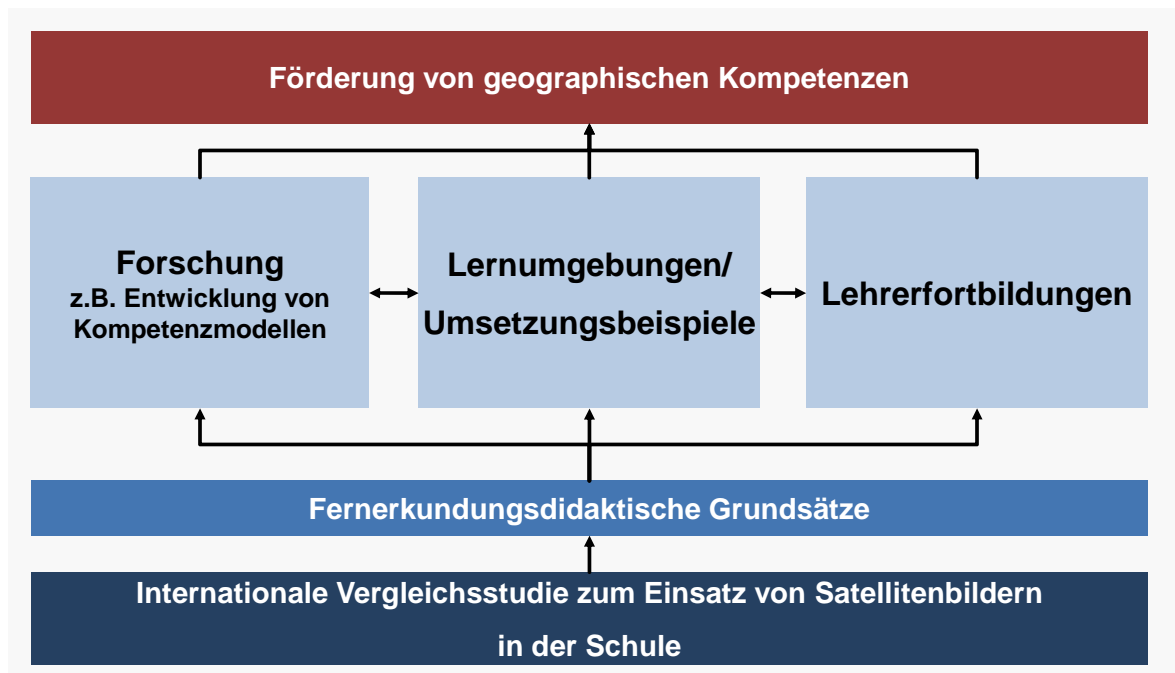 Förderung von geographischen Kompetenzen
Forschung
z.B. Entwicklung von
Kompetenzmodellen
Lernumgebungen/
Umsetzungsbeispiele
Lehrerfortbildungen
Fernerkundungsdidaktische Grundsätze
Internationale Vergleichsstudie zum Einsatz von Satellitenbildern
in der Schule